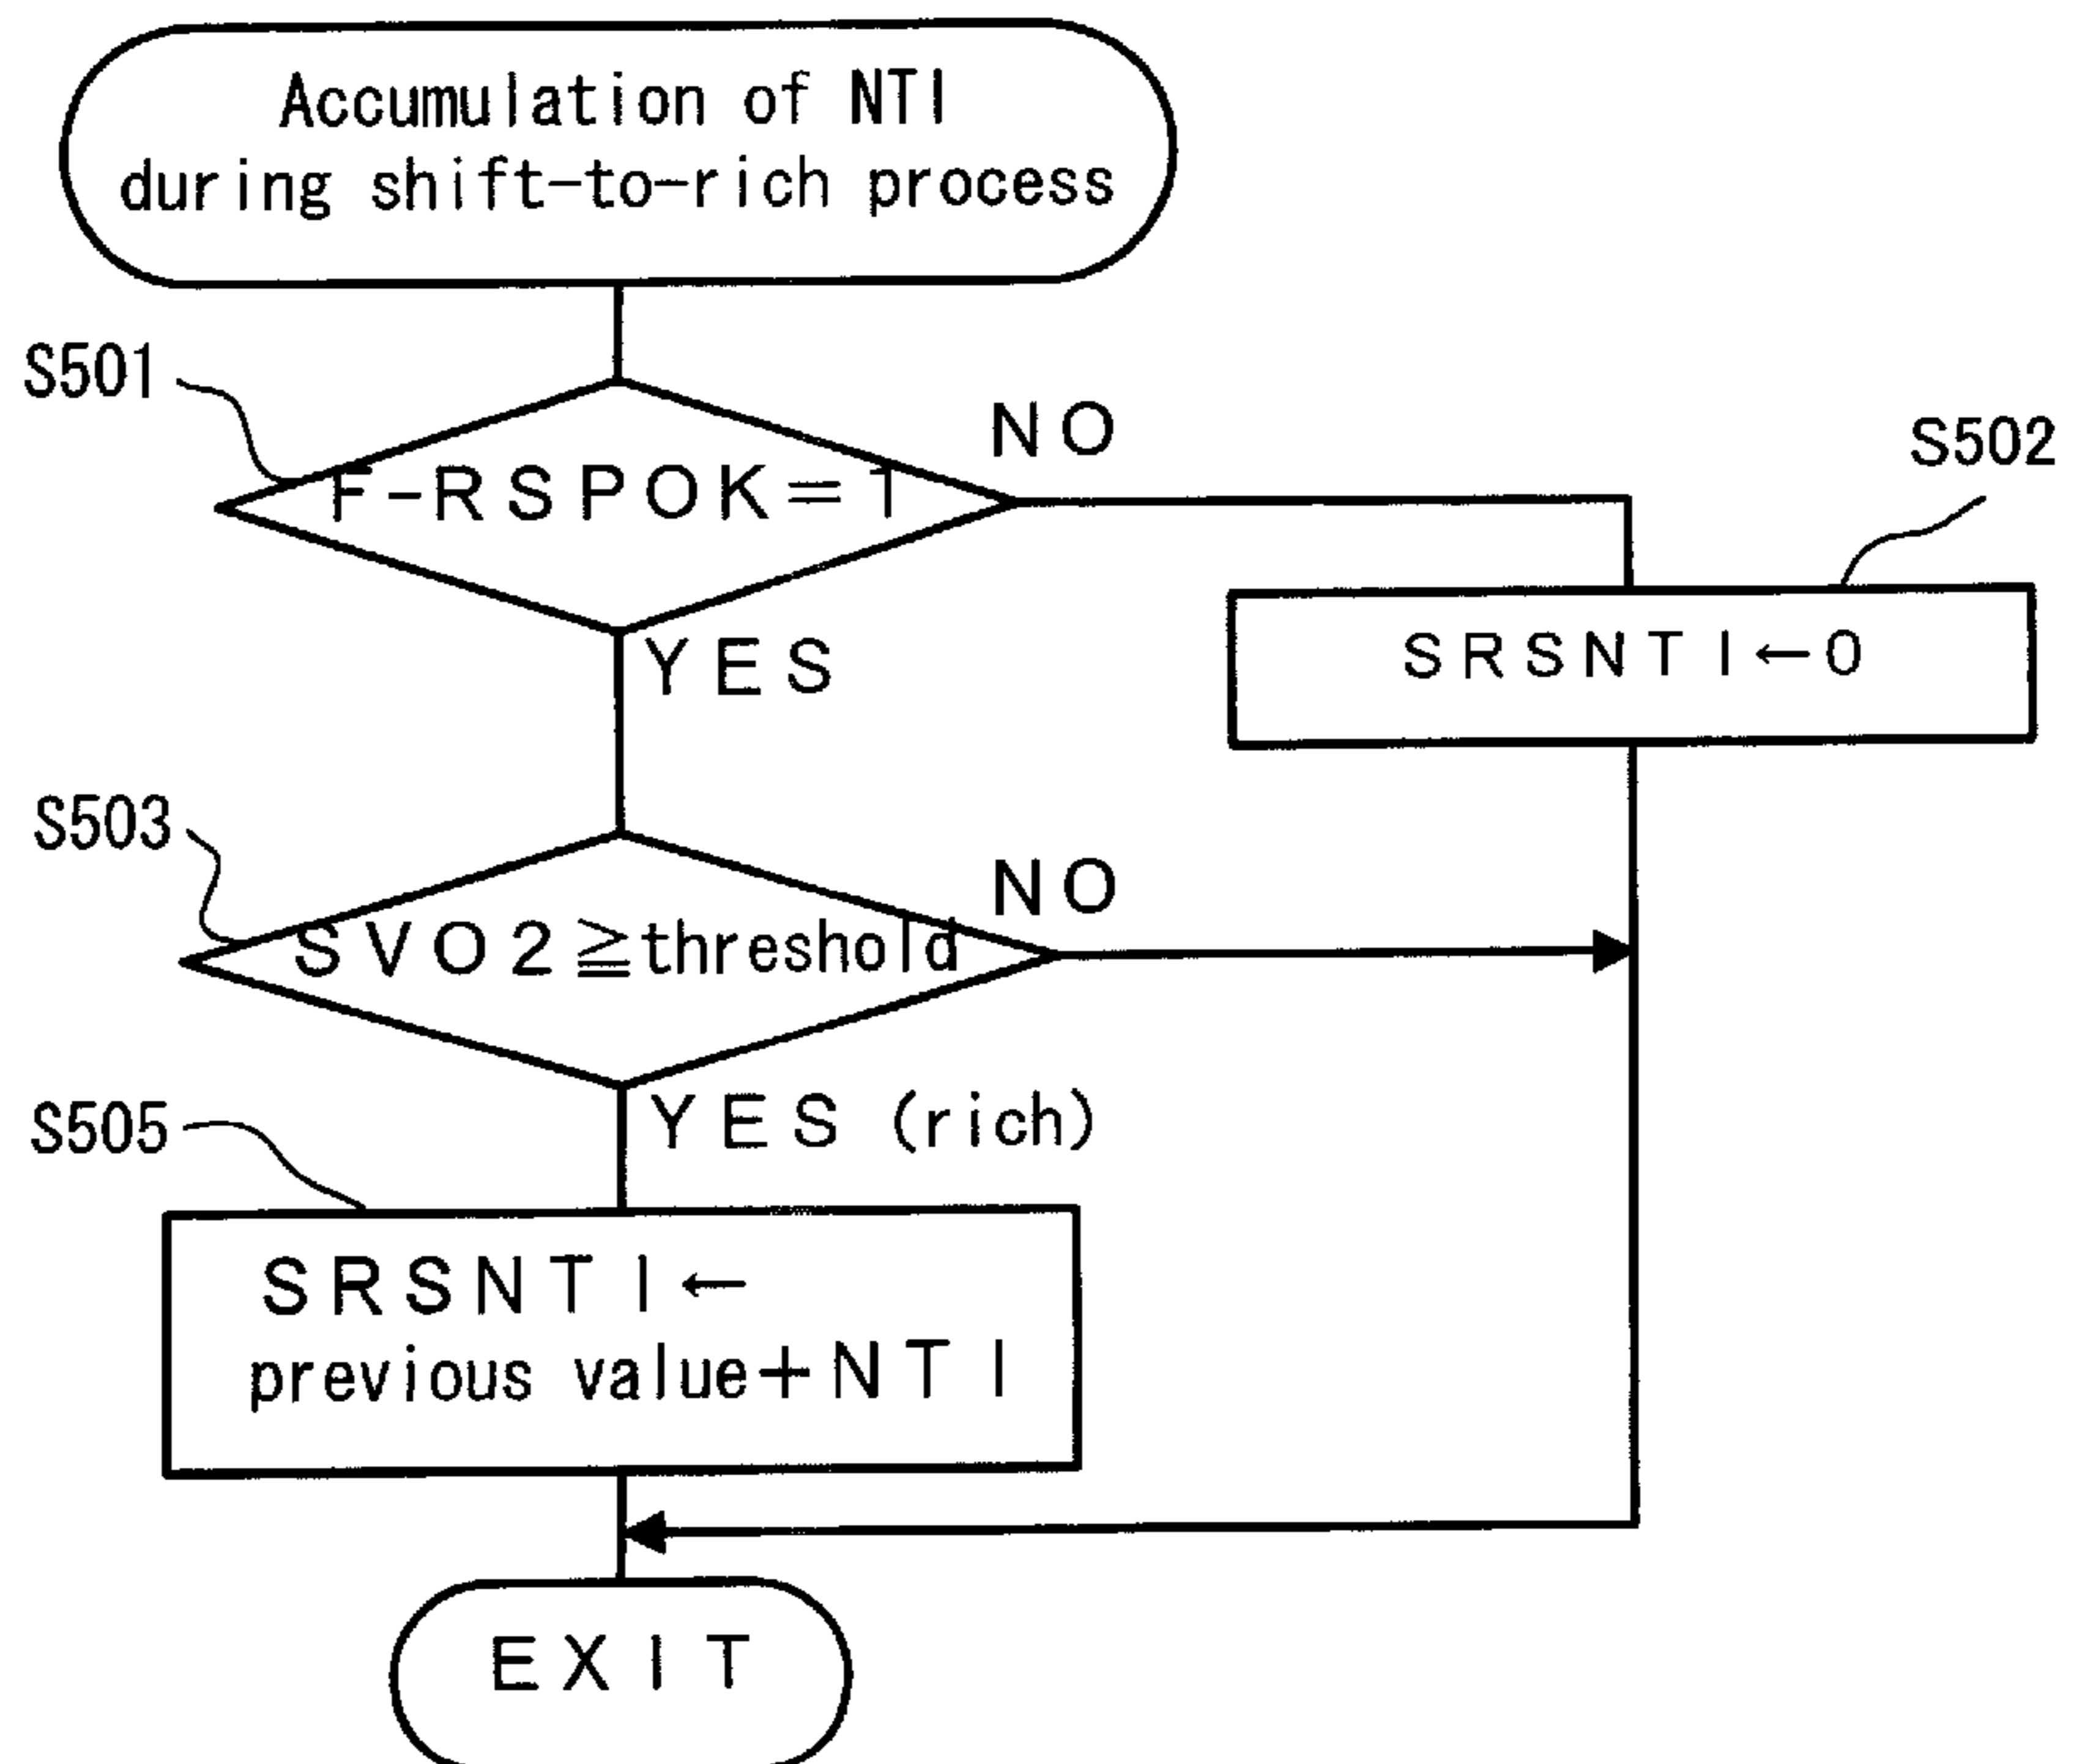 Accumulation of NTI
during shift-to-rich process
S501
F-RSPOK=1
NO
S502
YES
SRSNTI←0
S503
SVO2≧threshold
NO
S505
YES (rich)
SRSNTI←
previous value+NTI
EXIT